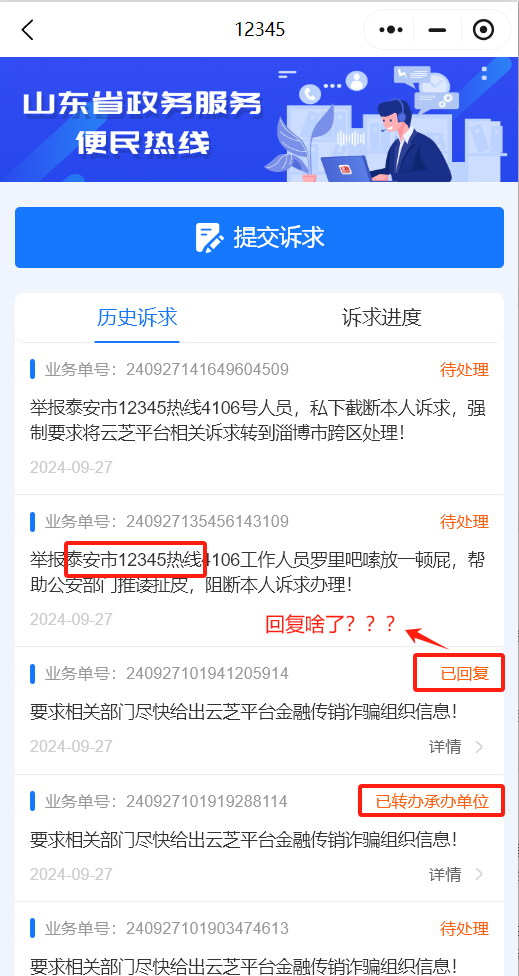 12345
山东省政务服务
便民热线
提交诉求
历史诉求 诉求进度
业务单号：240927141649604509 待处理
举报泰安市12345热线4106号人员，私下截断本人诉求，强
制要求将云芝平台相关诉求转到淄博市跨区处理！
2024-09-27
业务单号：240927135456143109 待处理
举报泰安市12345热线4106工作人员罗里吧嗦放一顿屁，帮
助公安部门推诿扯皮，阻断本人诉求办理！
2024-09-27
回复啥了？？？
业务单号：240927101941205914 已回复
要求相关部门尽快给出云芝平台金融传销诈骗组织信息！
2024-09-27 详情
业务单号：240927101919288114 已转办承办单位
要求相关部门尽快给出云芝平台金融传销诈骗组织信息！
2024-09-27 详情
业务单号：240927101903474613 待处理
要求相关部门尽快给出云芝平台金融传销诈骗组织信息！